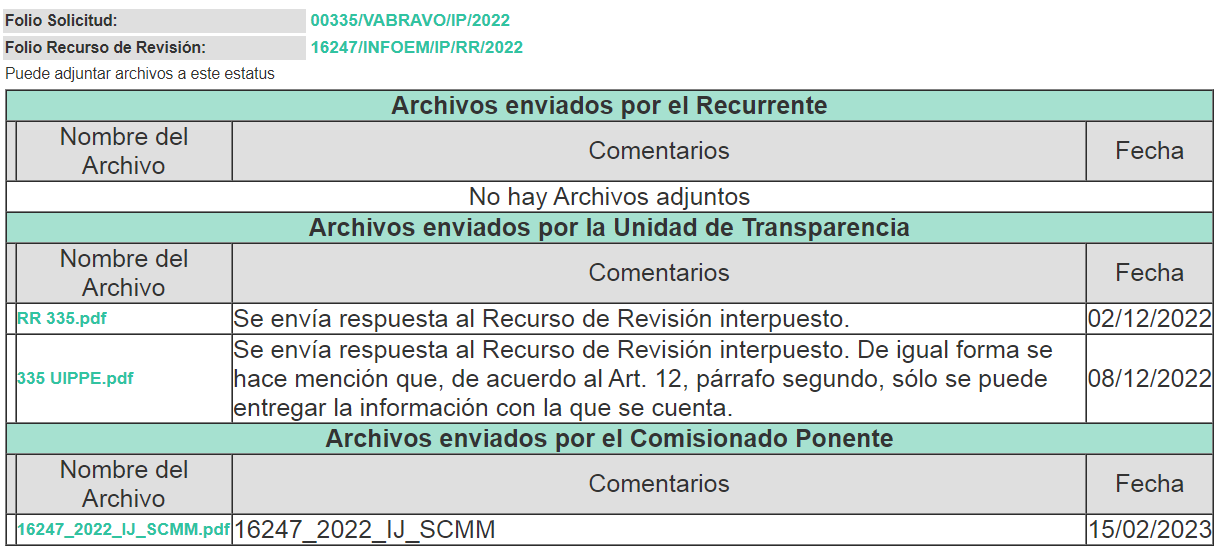 Folio Solicitud: 00335/VABRAVO/IP/2022
Folio Recurso de Revisión: 16247/INFOEM/IP/RR/2022
Puede adjuntar archivos a este estatus
Archivos enviados por el Recurrente
Nombre del
Archivo
Comentarios
Fecha
No hay Archivos adjuntos
Archivos enviados por la Unidad de Transparencia
Nombre del
Archivo
Comentarios
Fecha
RR 335.pdf Se envía respuesta al Recurso de Revisión interpuesto. 02/12/2022
335 UIPPE.pdf
Se envía respuesta al Recurso de Revisión interpuesto. De igual forma se
hace mención que, de acuerdo al Art. 12, párrafo segundo, sólo se puede
entregar la información con la que se cuenta.
08/12/2022
Archivos enviados por el Comisionado Ponente
Nombre del
Archivo
Comentarios
Fecha
16247_2022_IJ_SCMM.pdf 16247_2022_IJ_SCMM 15/02/2023